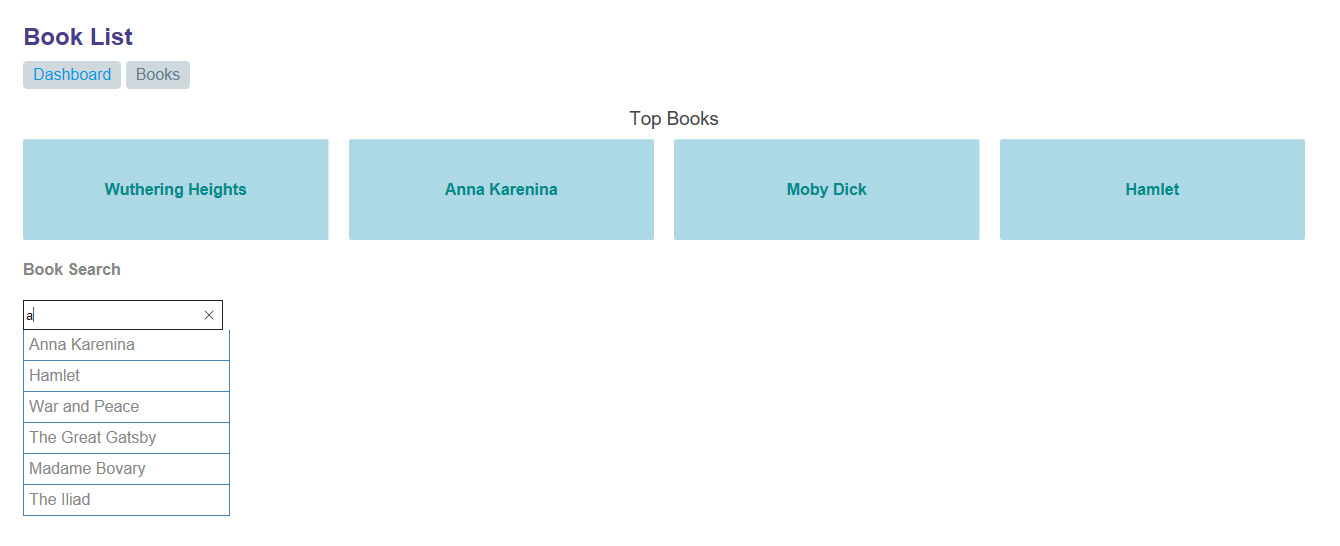 Book List
Dashboard Books
Top Books
Wuthering Heights Anna Karenina Moby Dick Hamlet
Book Search
a
Anna Karenina
Hamlet
War and Peace
The Great Gatsby
Madame Bovary
The Iliad